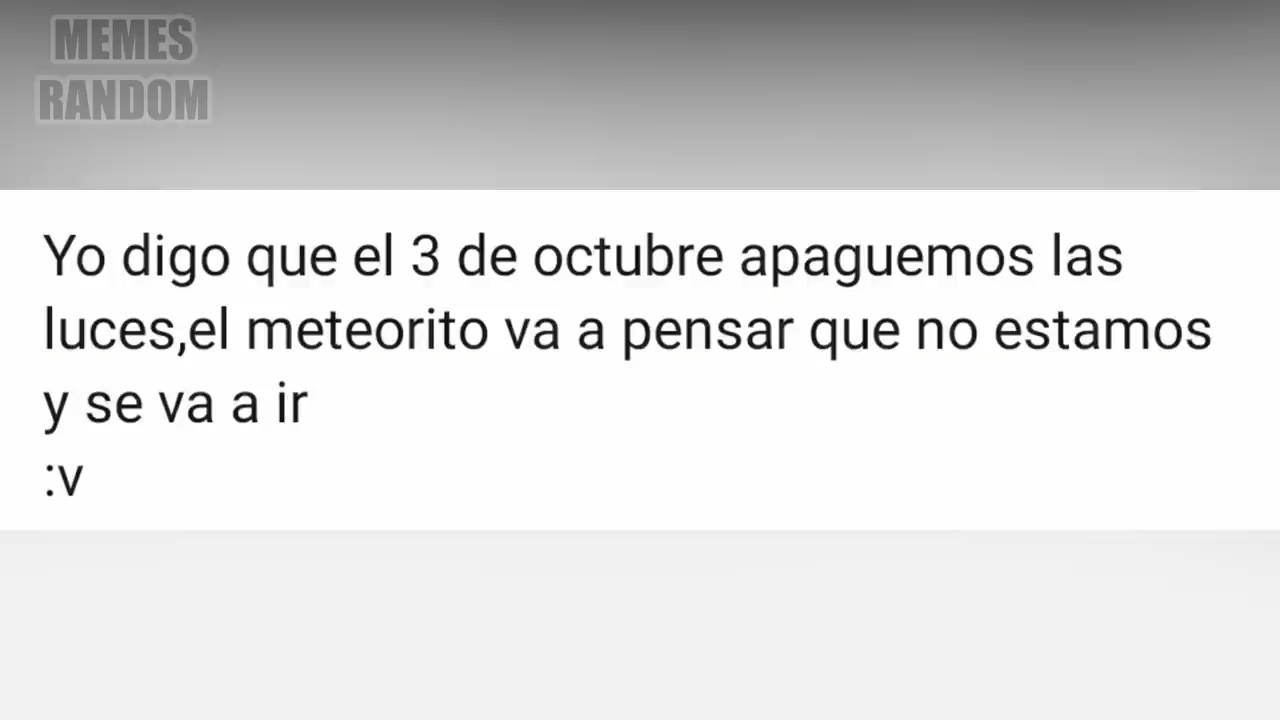 MEMES
RANDOM
Yo digo que el 3 de octubre apaguemos las
luces,el meteorito va a pensar que no estamos
y se va a ir
:v